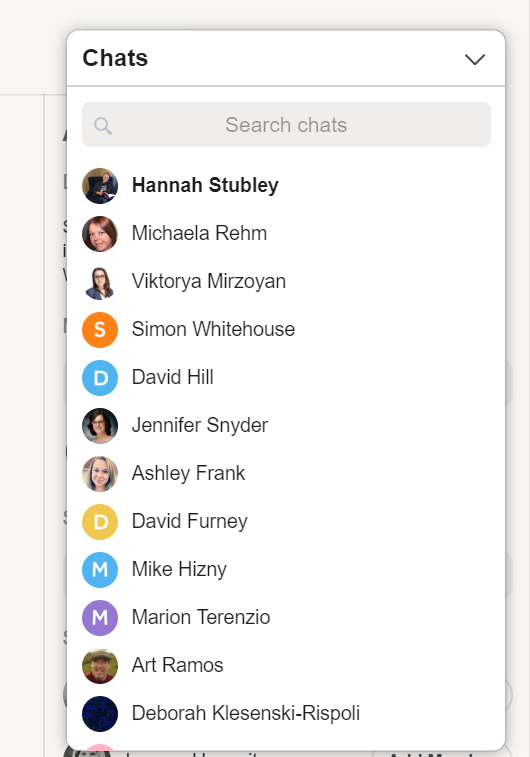 Chats
Search chats
Hannah Stubley
Michaela Rehm
Viktorya Mirzoyan
S Simon Whitehouse
D David Hill
Jennifer Snyder
Ashley Frank
D David Furney
M Mike Hizny
M Marion Terenzio
Art Ramos
Deborah Klesenski-Rispoli